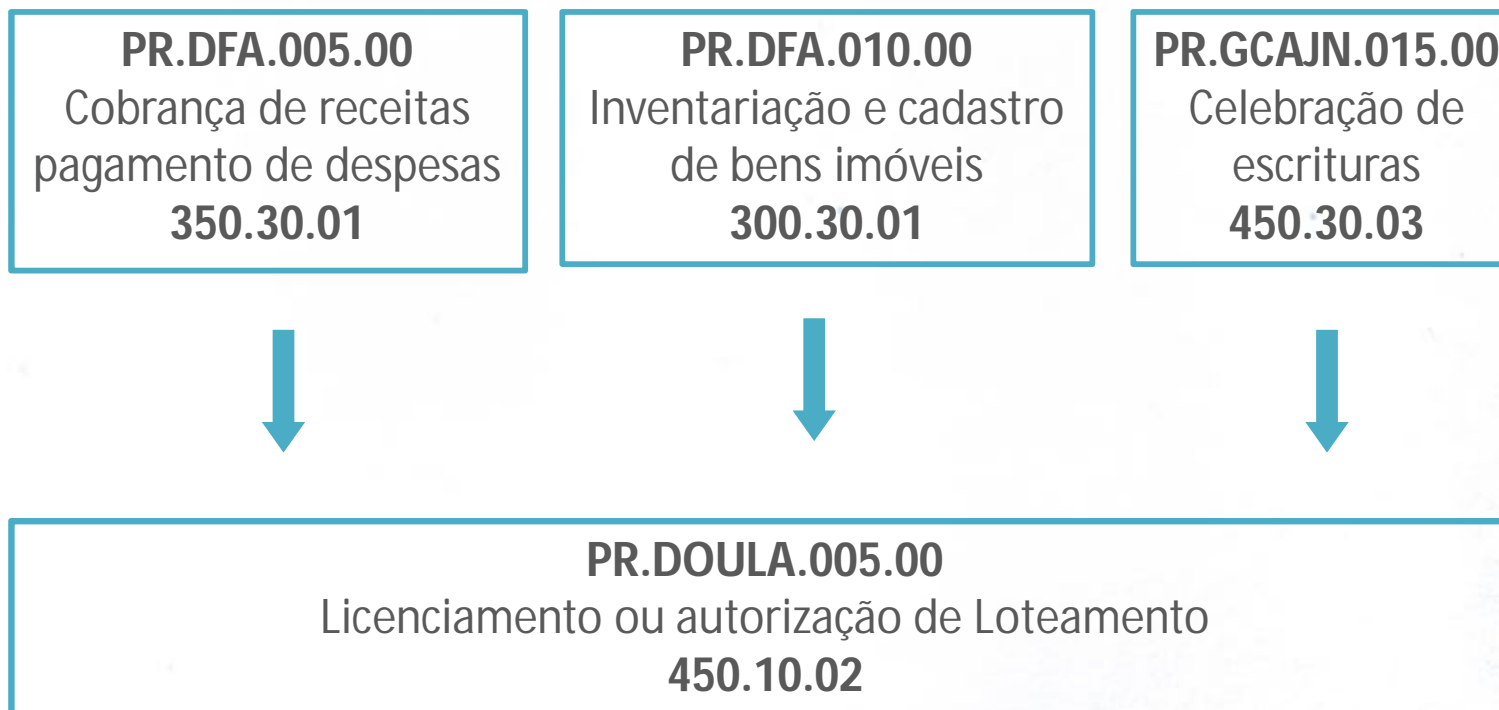 PR.DFA.005.00
Cobrança de receitas
pagamento de despesas
350.30.01
PR.DFA.010.00
Inventariação e cadastro
de bens imóveis
300.30.01
PR.GCAJN.015.00
Celebração de
escrituras
450.30.03
PR.DOULA.005.00
Licenciamento ou autorização de Loteamento
450.10.02